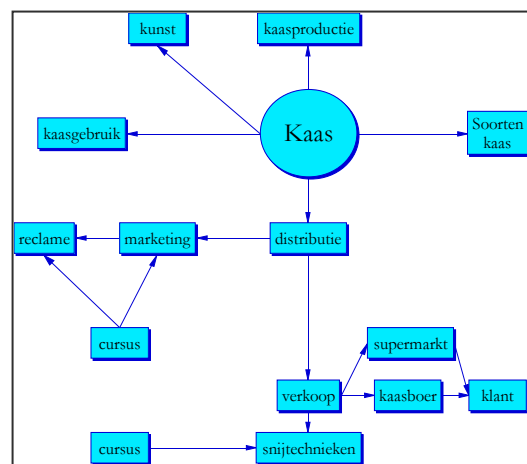 kunst
kaasproductie
Kaas
kaasgebruik
Soorten
kaas
reclame
marketing
distributie
cursus
supermarkt
verkoop
kaasboer
klant
cursus
snijtechnieken